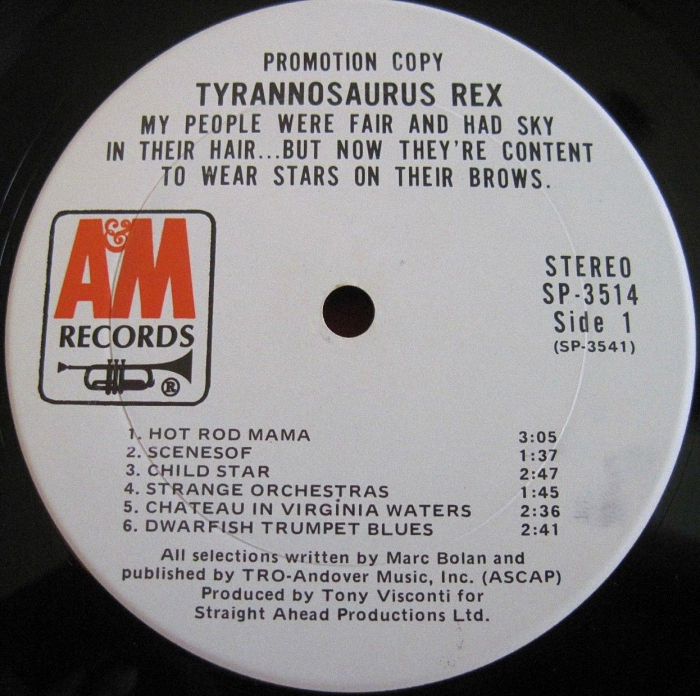 PROMOTION COPY
TYRANNOSAURUS REX
MY PEOPLE WERE FAIR AND HAD SKY
IN THEIR HAIR...BUT NOW THEY'RE CONTENT
TO WEAR STARS ON THEIR BROWS.
A&M
RECORDS
®
STEREO
SP-3514
Side 1
(SP-3541)
1. HOT ROD MAMA 3:05
2. SCENESOF 1:37
3. CHILD STAR 2:47
4. STRANGE ORCHESTRAS 1:45
5. CHATEAU IN VIRGINIA WATERS 2:36
6. DWARFISH TRUMPET BLUES 2:41
All selections written by Marc Bolan and
published by TRO-Andover Music, Inc. (ASCAP)
Produced by Tony Visconti for
Straight Ahead Productions Ltd.